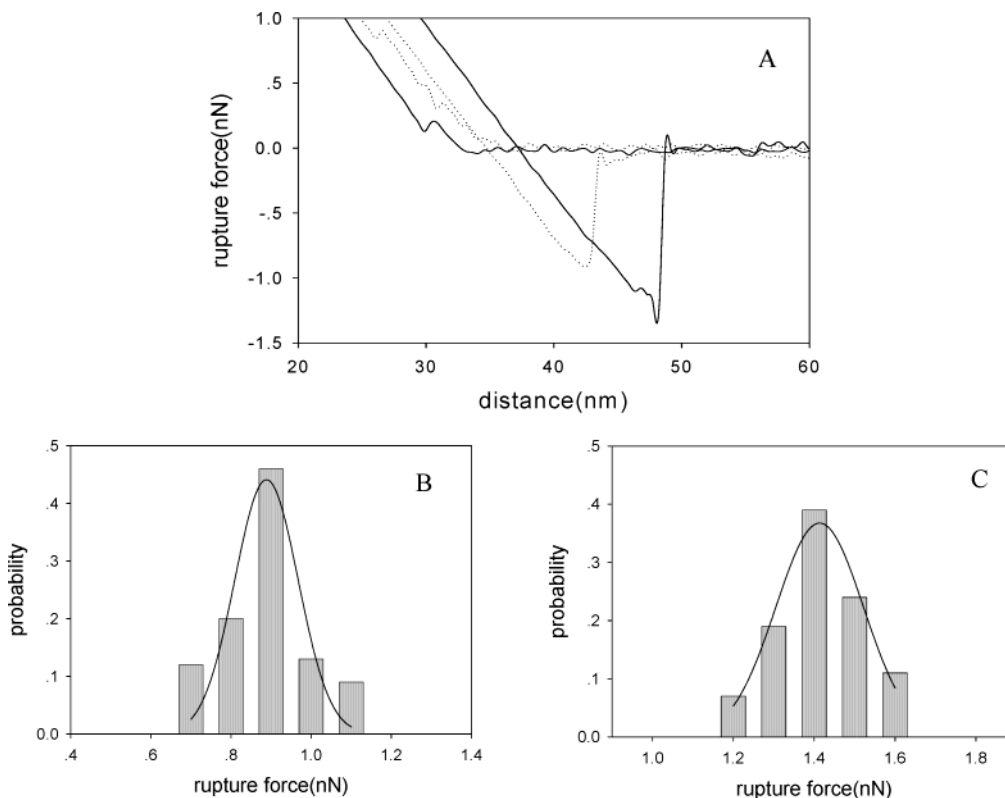 1.0
.5
0.0
-.5
-1.0
-1.5
rupture force(nN)
A
20 30 40 50 60
distance(nm)
.5
.4
.3
.2
.1
0.0
probability
B
.4 .6 .8 1.0 1.2 1.4
rupture force(nN)
.5
.4
.3
.2
.1
0.0
probability
C
1.0 1.2 1.4 1.6 1.8
rupture force(nN)